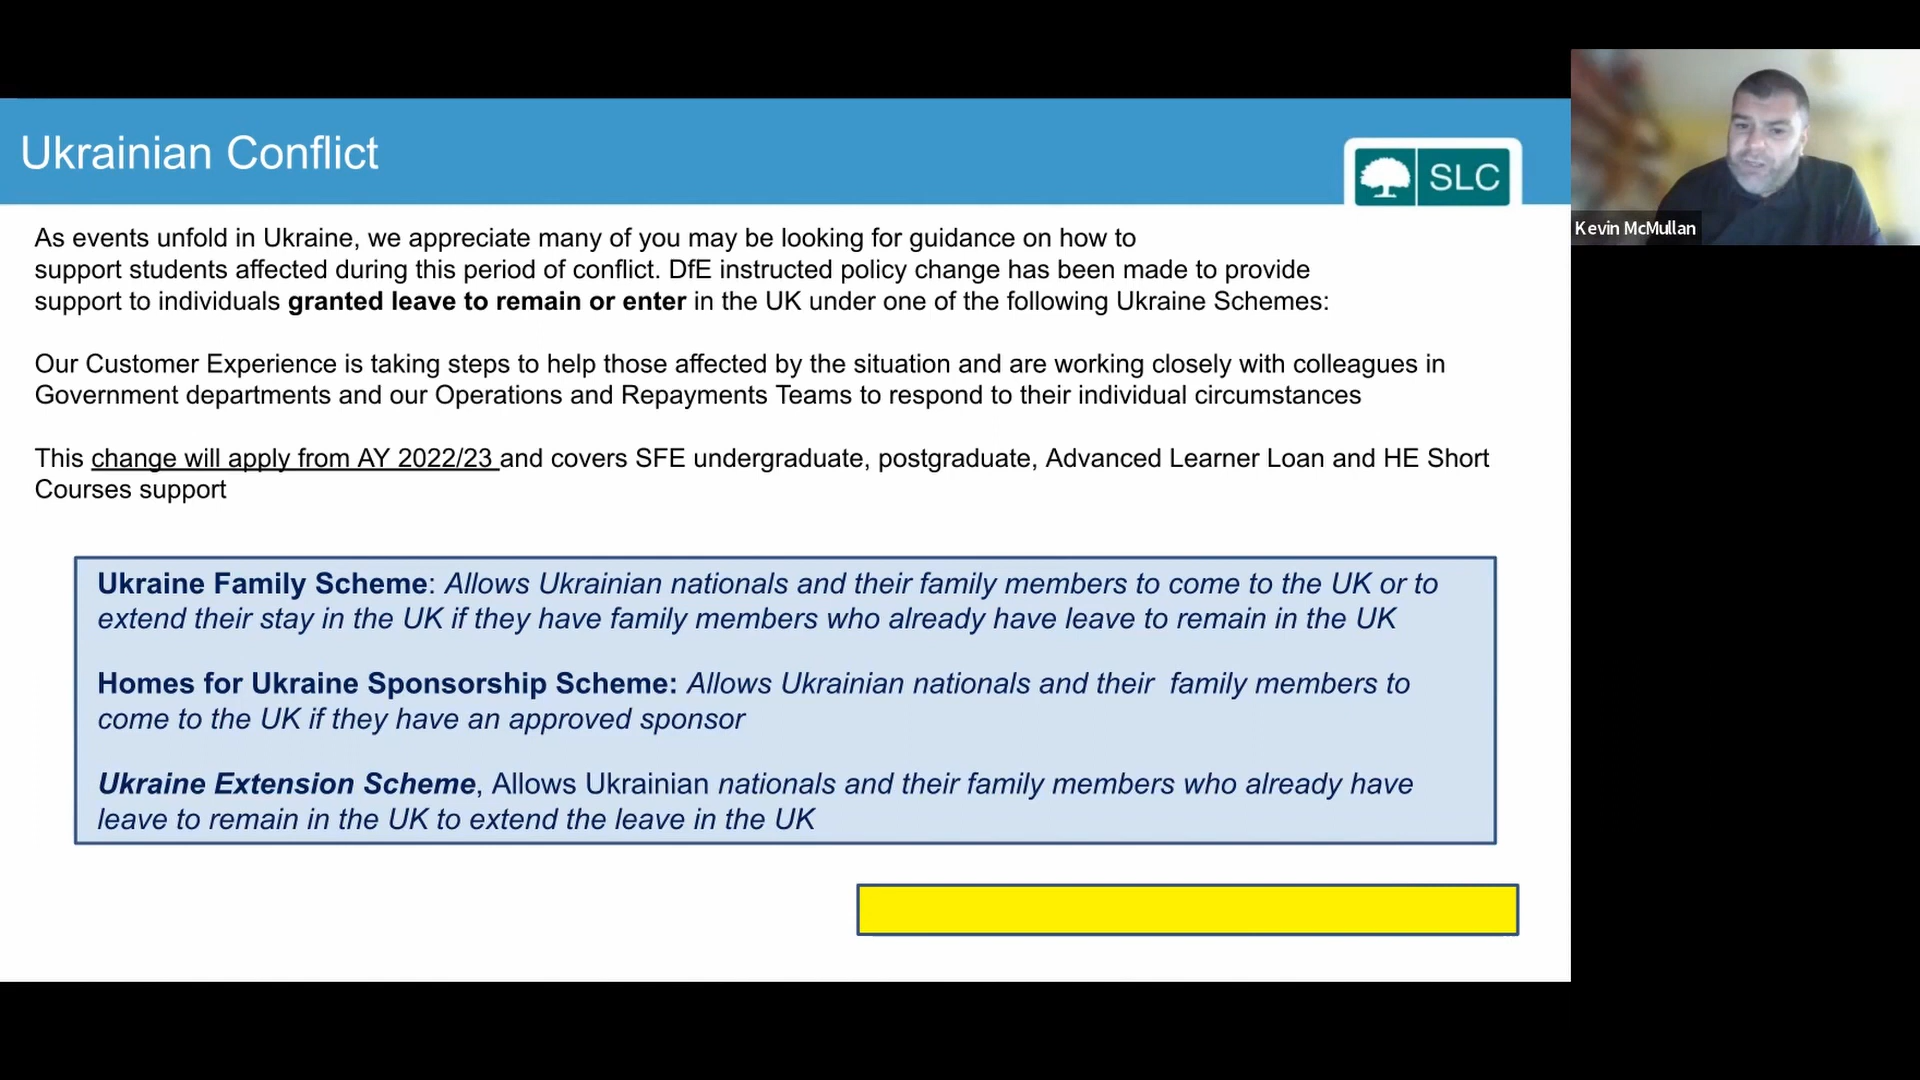 Ukrainian Conflict
SLC
Kevin McMullan
As events unfold in Ukraine, we appreciate many of you may be looking for guidance on how to
support students affected during this period of conflict. DfE instructed policy change has been made to provide
support to individuals granted leave to remain or enter in the UK under one of the following Ukraine Schemes:
Our Customer Experience is taking steps to help those affected by the situation and are working closely with colleagues in
Government departments and our Operations and Repayments Teams to respond to their individual circumstances
This change will apply from AY 2022/23 and covers SFE undergraduate, postgraduate, Advanced Learner Loan and HE Short
Courses support
Ukraine Family Scheme: Allows Ukrainian nationals and their family members to come to the UK or to
extend their stay in the UK if they have family members who already have leave to remain in the UK
Homes for Ukraine Sponsorship Scheme: Allows Ukrainian nationals and their  family members to
come to the UK if they have an approved sponsor
Ukraine Extension Scheme, Allows Ukrainian nationals and their family members who already have
leave to remain in the UK to extend the leave in the UK